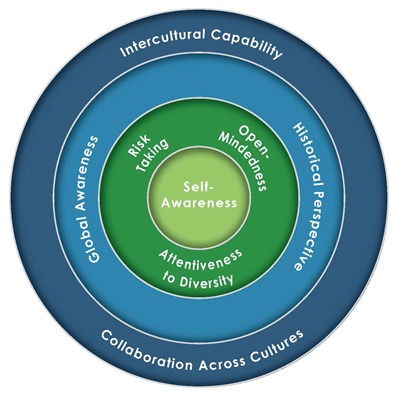 Intercultural Capability
Global Awareness
Historical Perspective
Risk
Taking
Open-
Mindedness
Self-
Awareness
Attentiveness
to Diversity
Collaboration Across Cultures